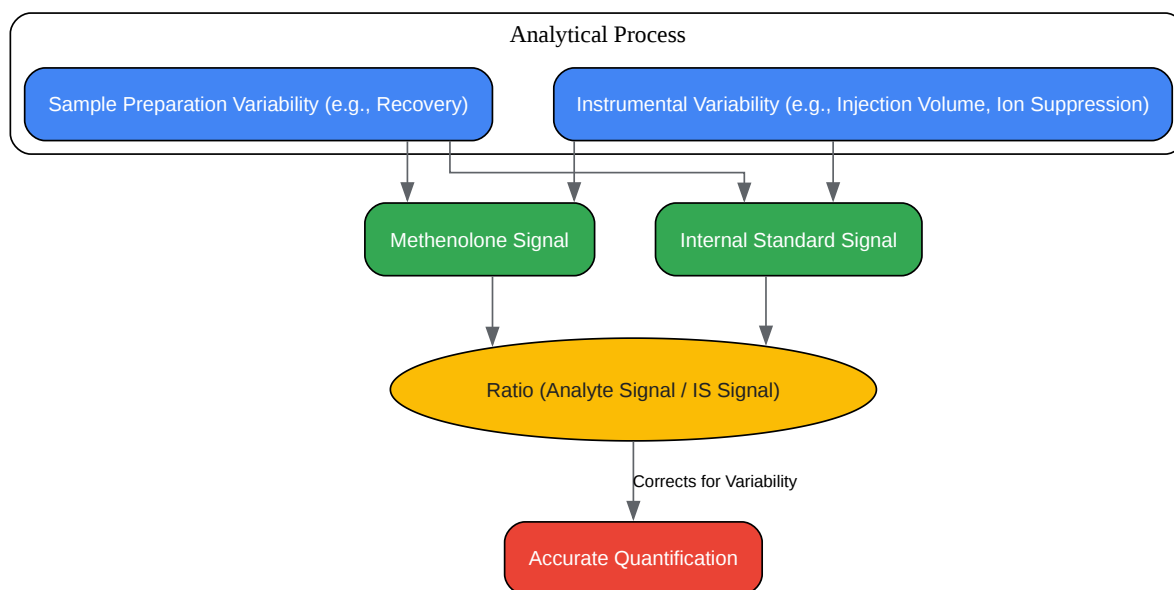 Analytical Process
Sample Preparation Variability (e.g., Recovery)
Instrumental Variability (e.g., Injection Volume, Ion Suppression)
Methenolone Signal
Internal Standard Signal
Ratio (Analyte Signal / IS Signal)
Corrects for Variability
Accurate Quantification